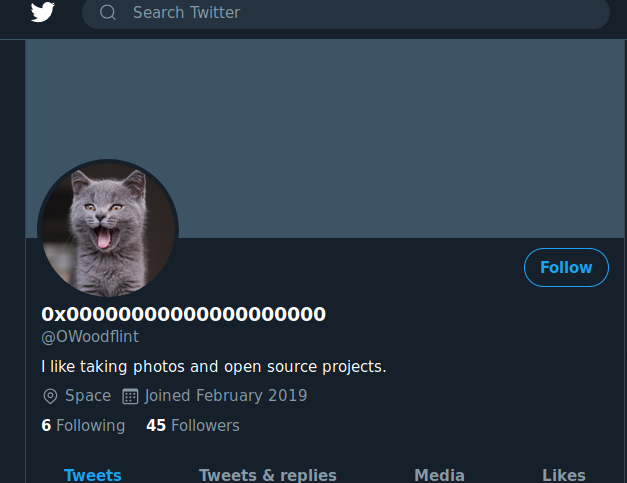 Search Twitter
Follow
0x00000000000000000000
@OWoodflint
I like taking photos and open source projects.
Space Joined February 2019
6 Following 45 Followers
Tweets Tweets & replies Media Likes